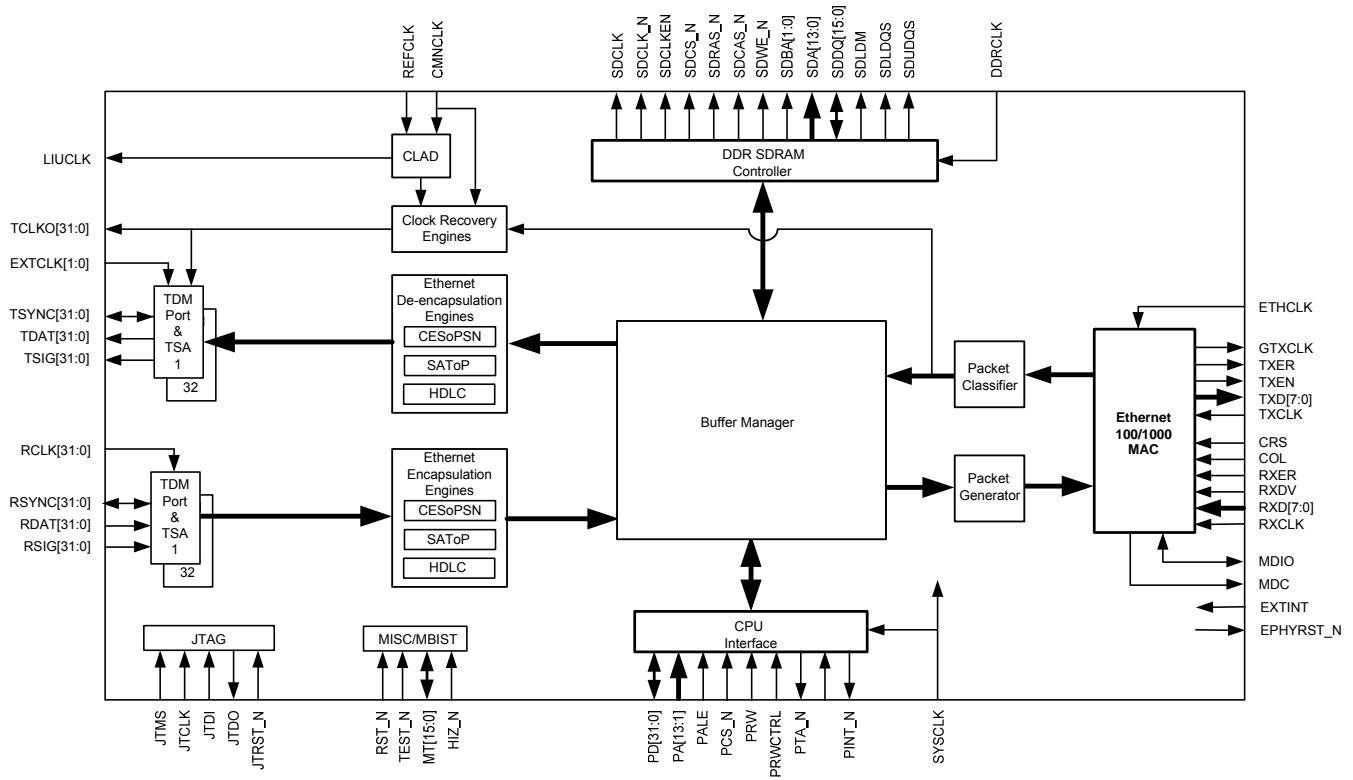 REFCLK
CMNCLK
SDCLK
SDCLK_N
SDCLKEN
SDCS_N
SDRAS_N
SDCAS_N
SDWE_N
SDBA[1:0]
SDA[13:0]
SDDQ[15:0]
SDLDM
SDLDQS
SDUDQS
DDRCLK
LIUCLK
CLAD
DDR SDRAM
Controller
TCLKO[31:0]
Clock Recovery
Engines
EXTCLK[1:0]
TSYNC[31:0]
TDAT[31:0]
TSIG[31:0]
TDM
Port
&
TSA
1
32
Ethernet
De-encapsulation
Engines
CESoPSN
SAToP
HDLC
Buffer Manager
Packet
Classifier
Packet
Generator
Ethernet
100/1000
MAC
ETHCLK
GTXCLK
TXER
TXEN
TXD[7:0]
TXCLK
CRS
COL
RXER
RXDV
RXD[7:0]
RXCLK
MDIO
MDC
EXTINT
EPHYRST_N
RCLK[31:0]
RSYNC[31:0]
RDAT[31:0]
RSIG[31:0]
TDM
Port
&
TSA
1
32
Ethernet
Encapsulation
Engines
CESoPSN
SAToP
HDLC
JTAG
MISC/MBIST
CPU
Interface
JTMS
JTCLK
JTDI
JTDO
JTRST_N
RST_N
TEST_N
MT[15:0]
HIZ_N
PD[31:0]
PA[13:1]
PALE
PCS_N
PRW
PRWCTRL
PTA_N
PINT_N
SYSCLK